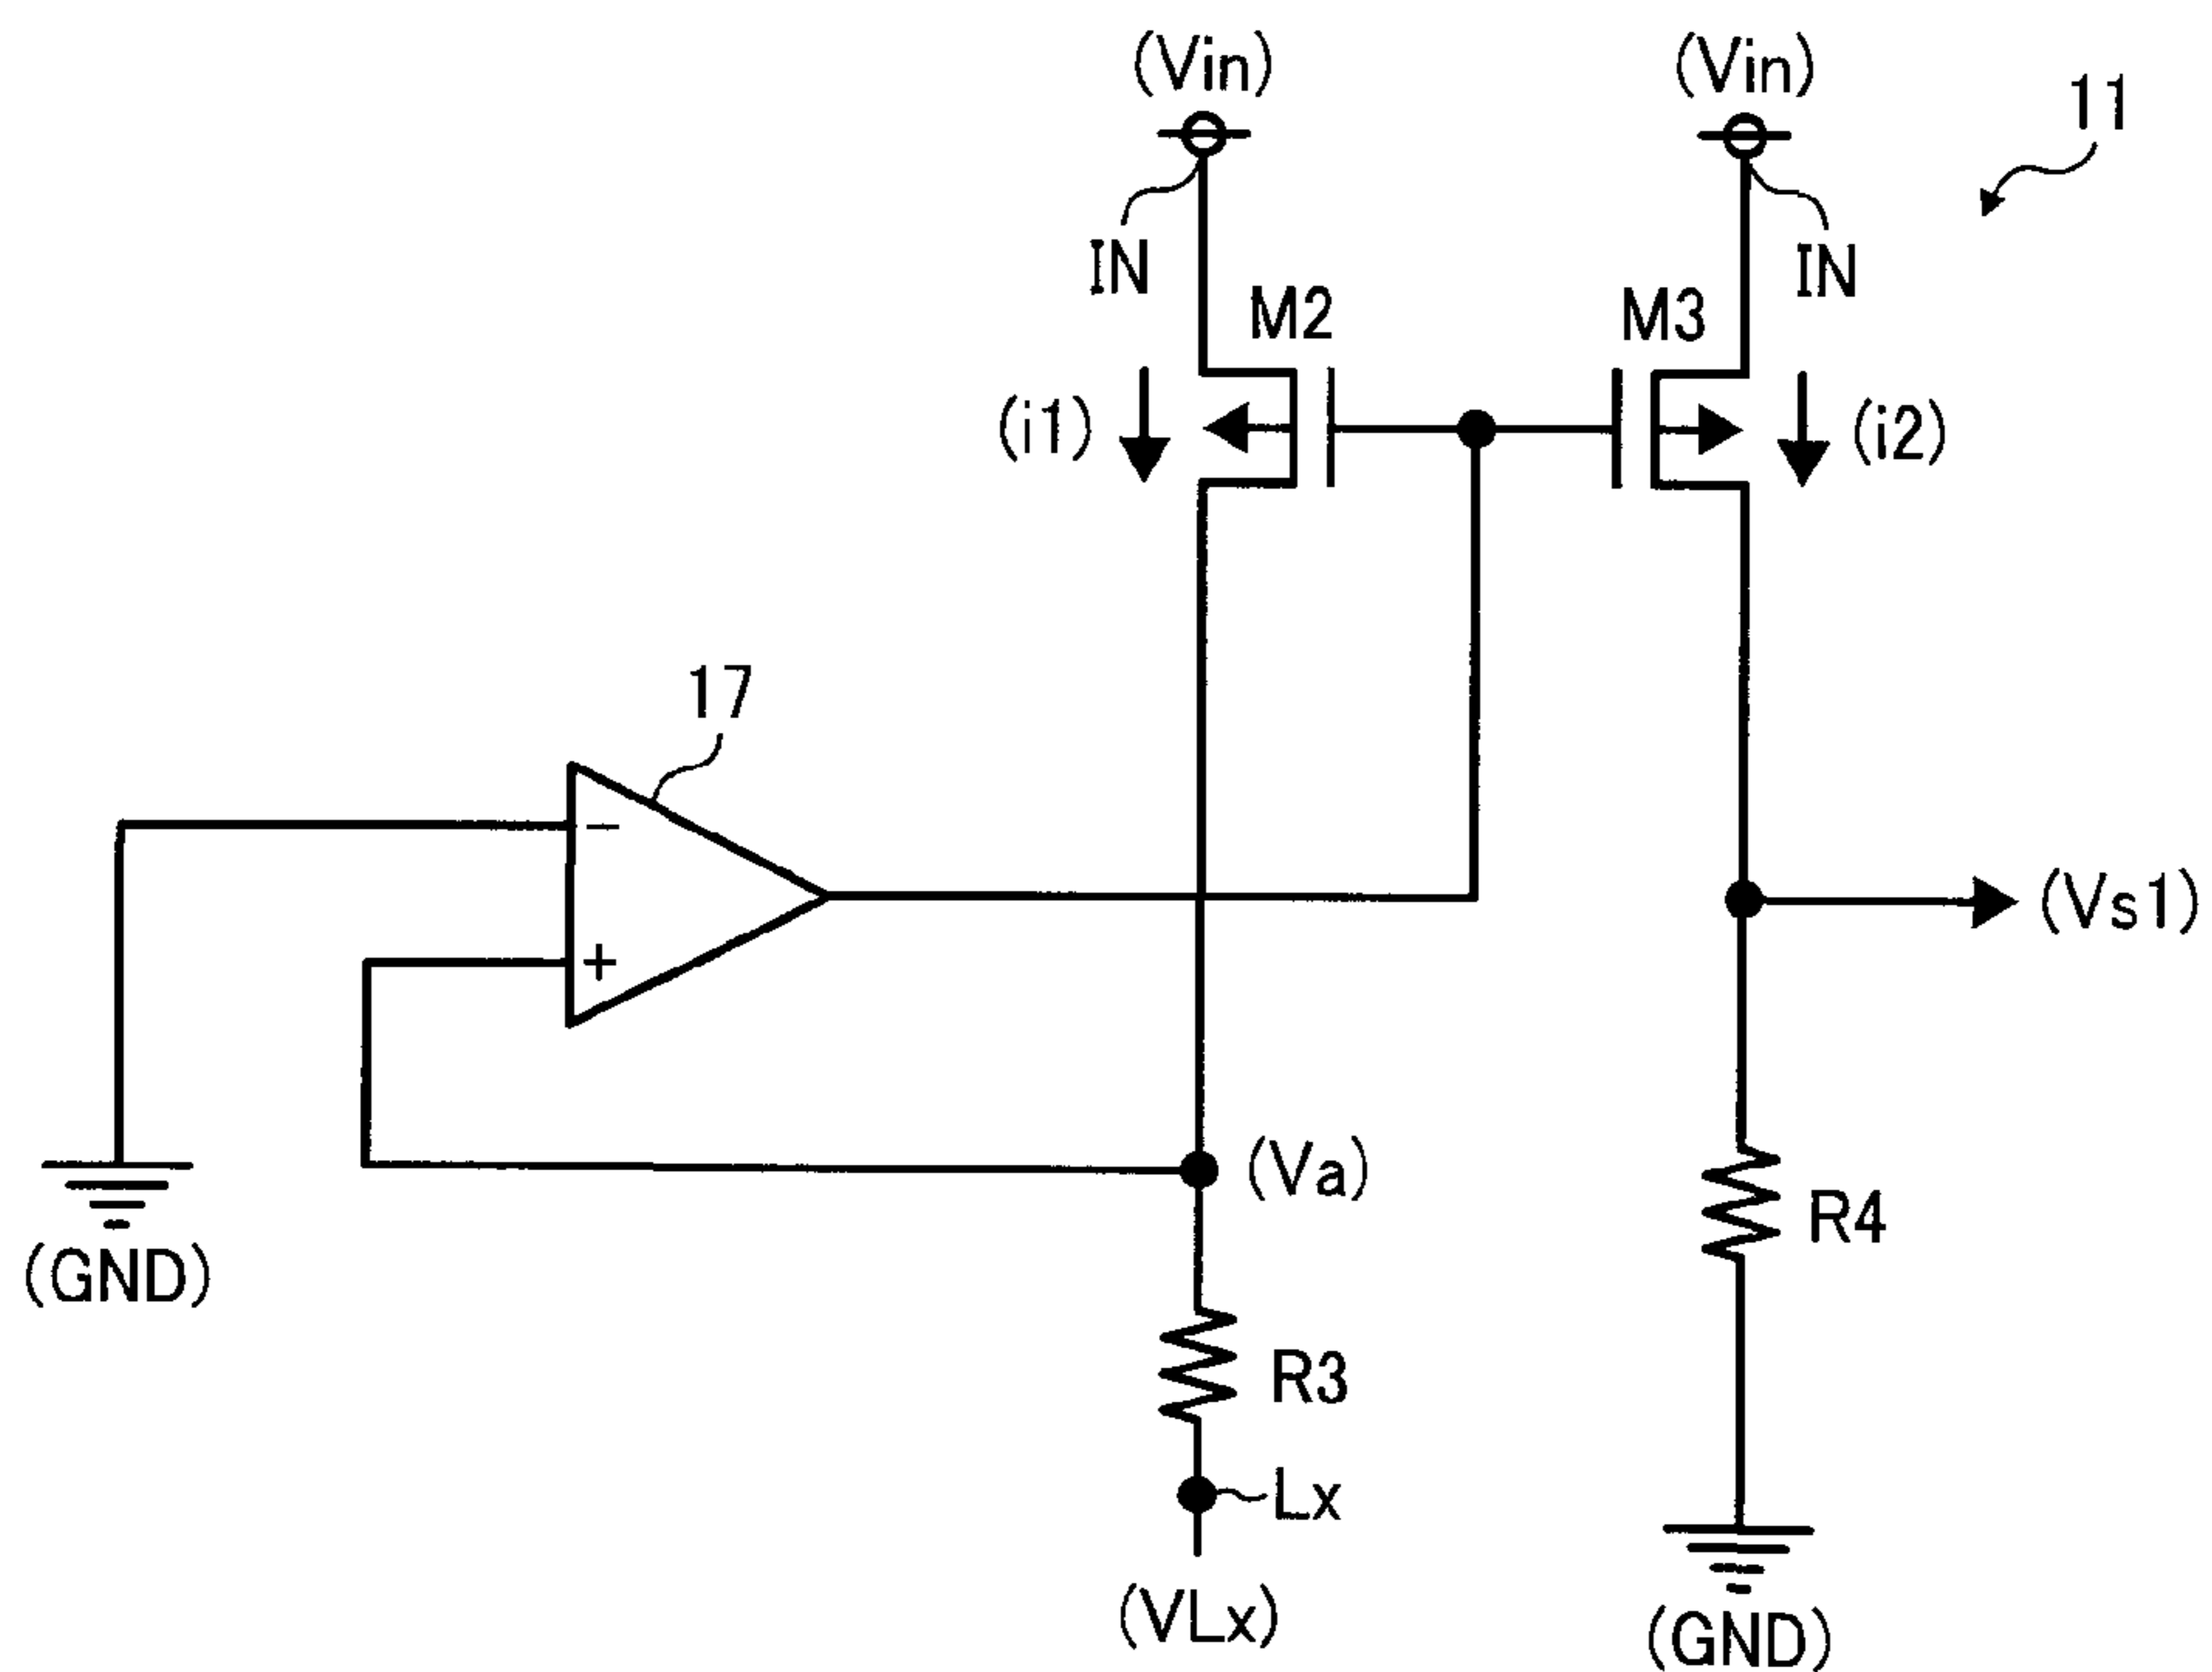 (Vin)
(Vin)
11
IN
IN
M2
M3
(i1)
(i2)
17
−
(Vs1)
+
(Va)
R4
(GND)
R3
Lx
(VLx)
(GND)